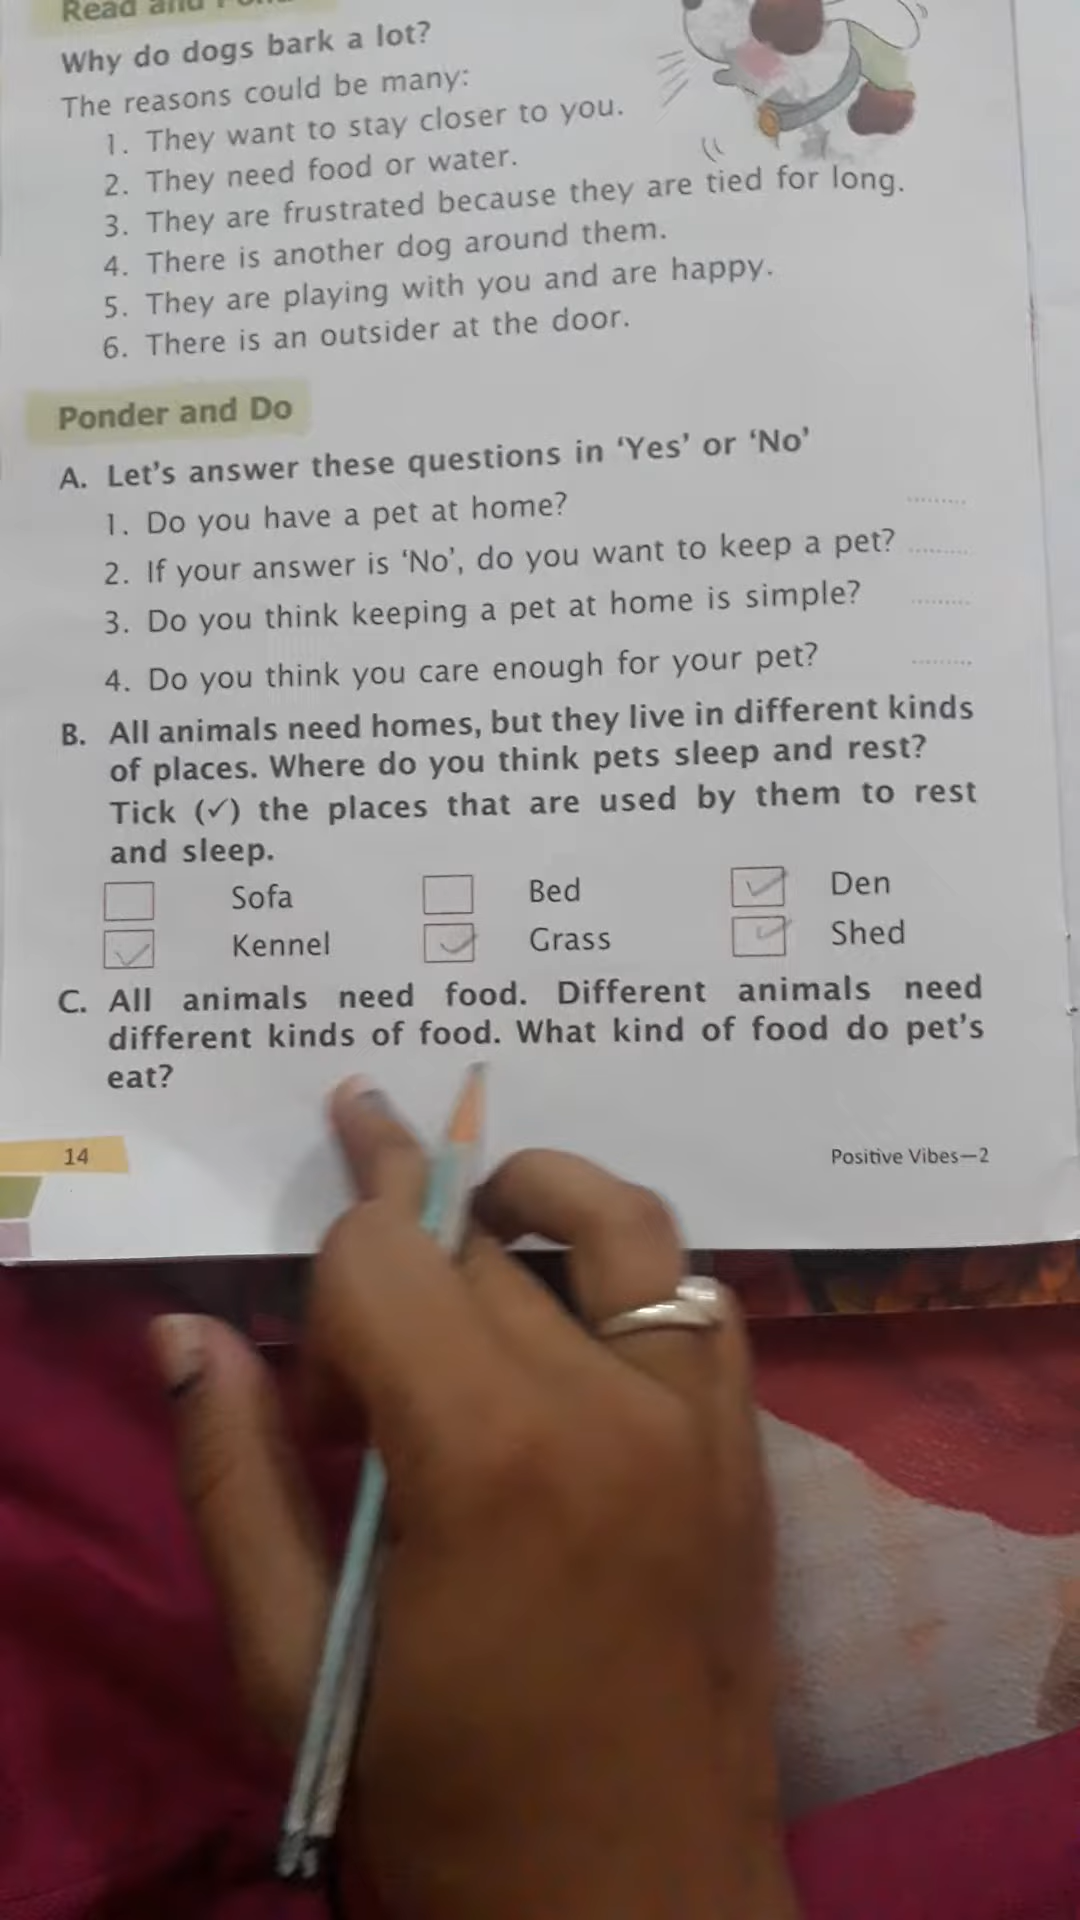 Read and
Why do dogs bark a lot?
The reasons could be many:
1. They want to stay closer to you.
2. They need food or water.
3. They are frustrated because they are tied for long.
4. There is another dog around them.
5. They are playing with you and are happy.
6. There is an outsider at the door.
Ponder and Do
A. Let's answer these questions in 'Yes' or 'No'
1. Do you have a pet at home? .........
2. If your answer is 'No', do you want to keep a pet? .........
3. Do you think keeping a pet at home is simple? .........
4. Do you think you care enough for your pet? .........
B. All animals need homes, but they live in different kinds
of places. Where do you think pets sleep and rest?
Tick (✓) the places that are used by them to rest
and sleep.
Sofa Bed ✓ Den
✓ Kennel ✓ Grass ✓ Shed
C. All animals need food. Different animals need
different kinds of food. What kind of food do pet's
eat?
14 Positive Vibes—2